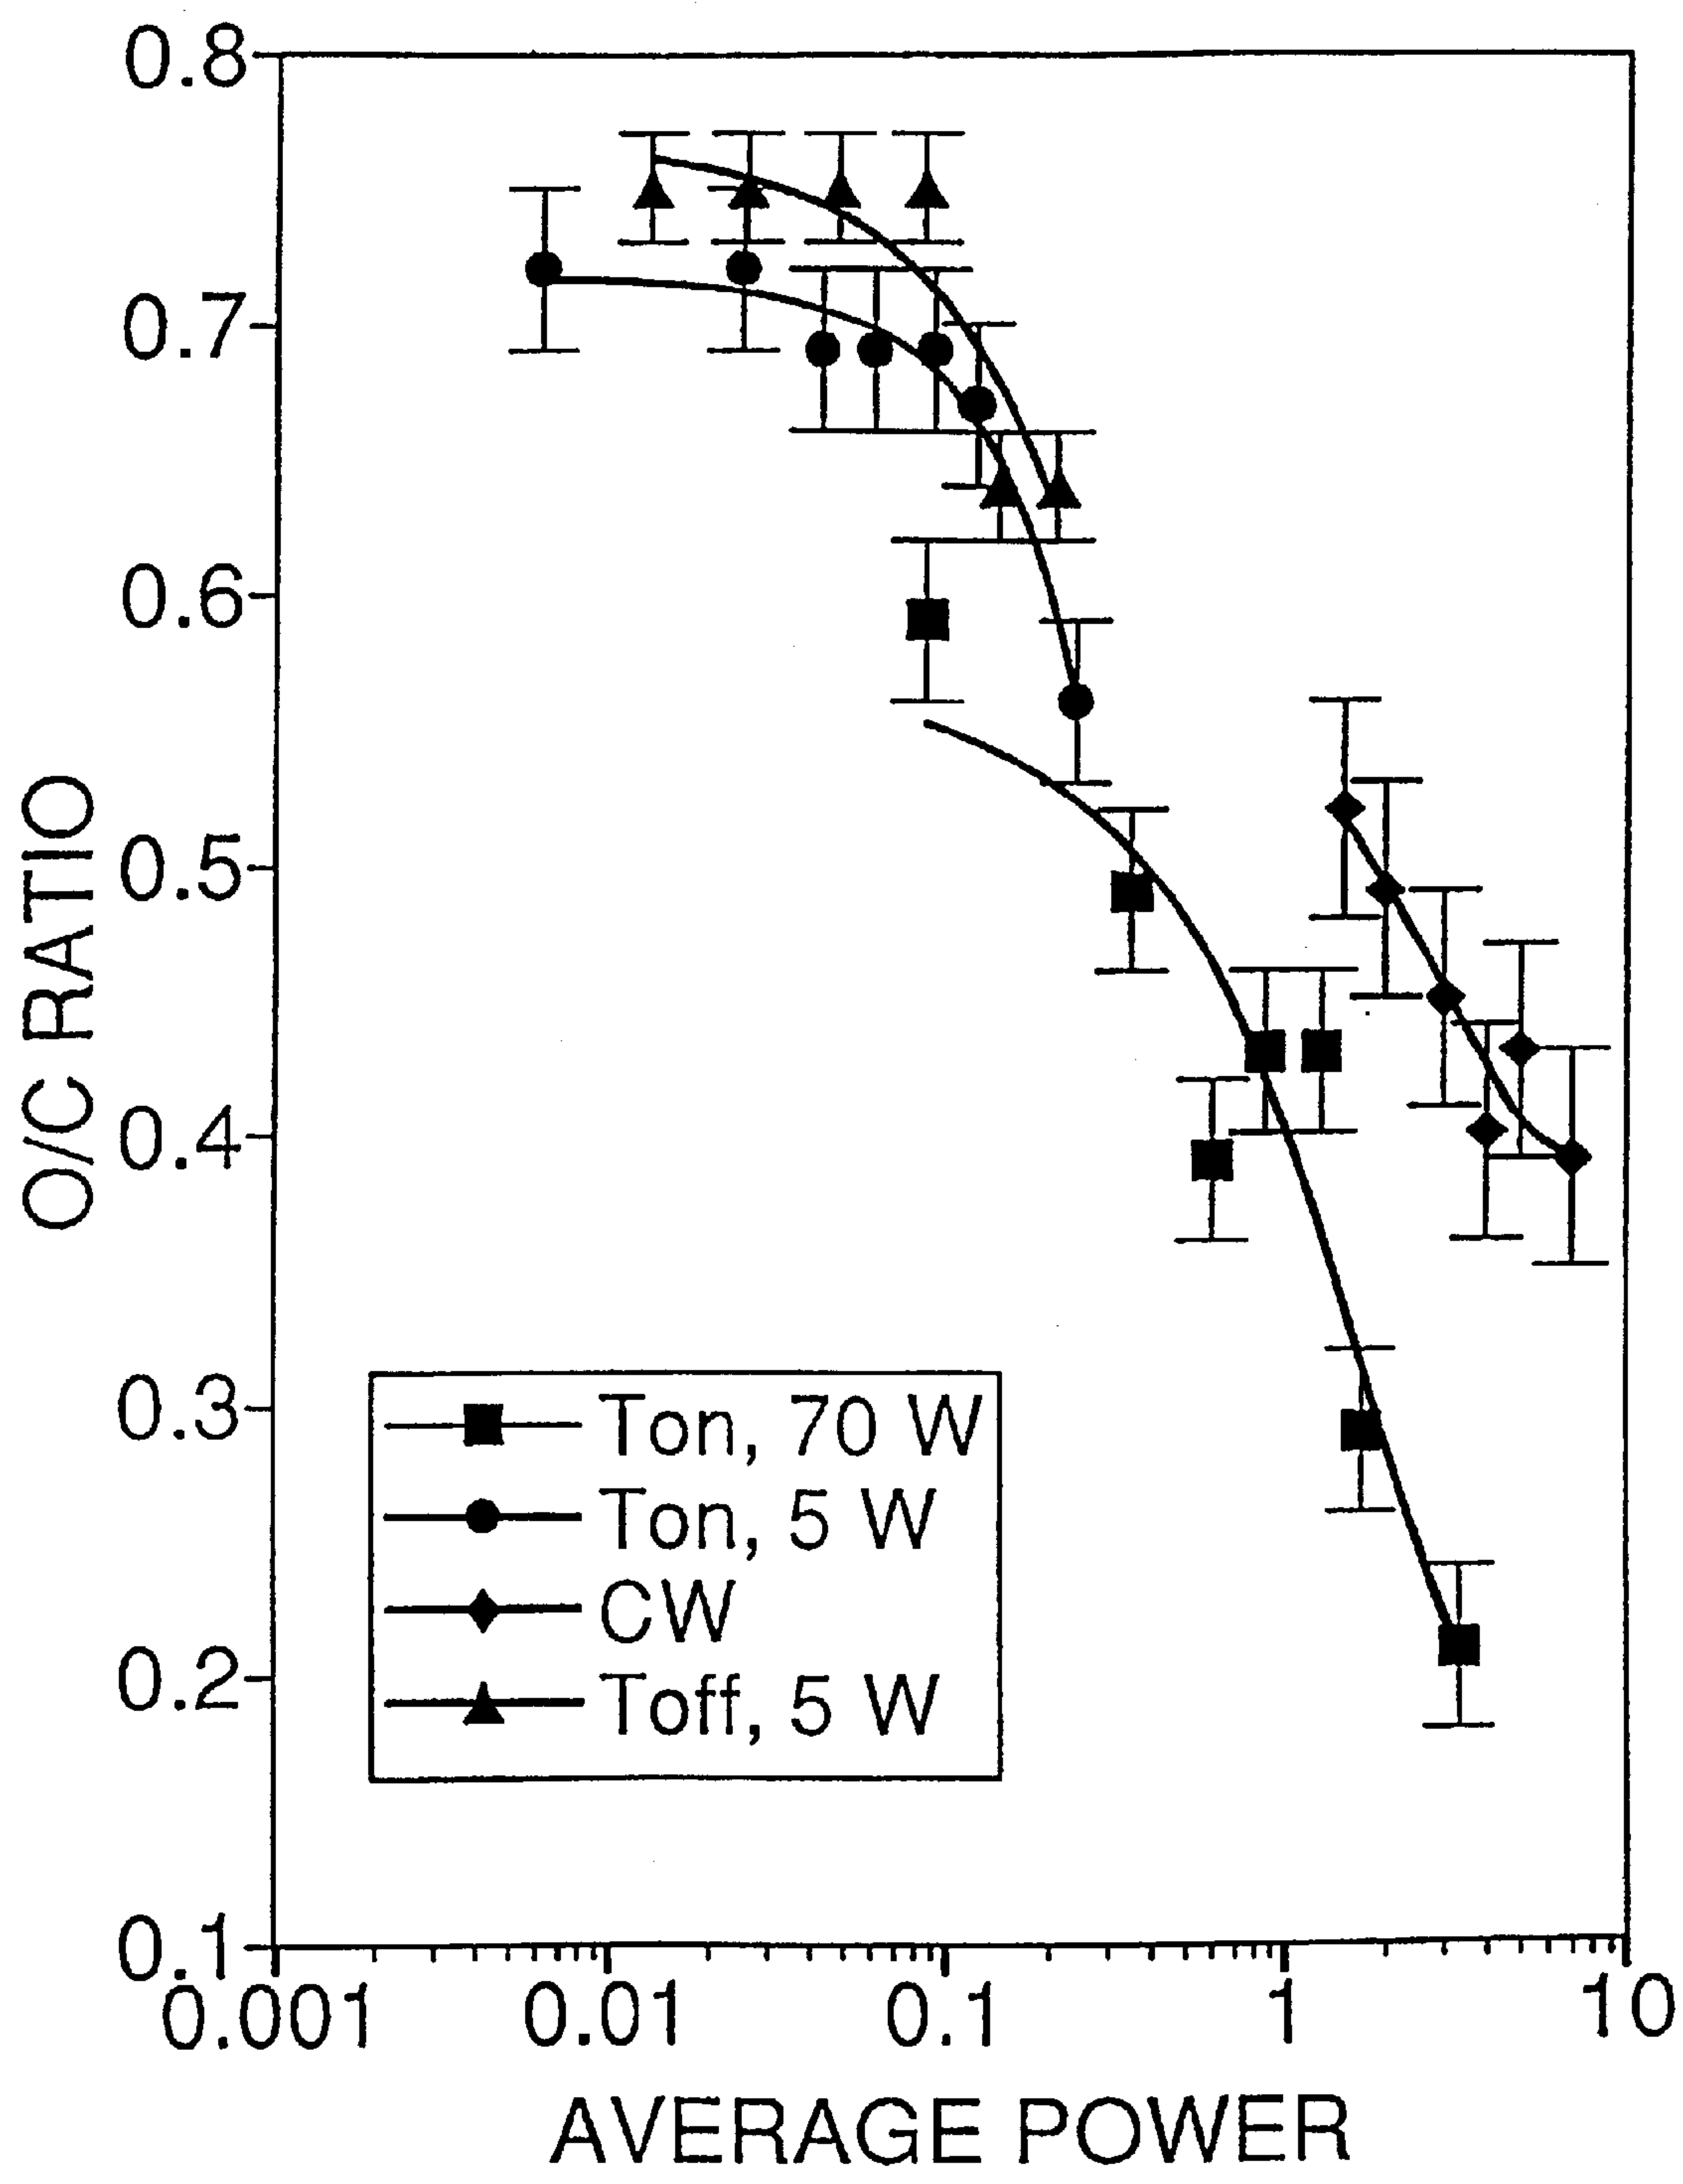 0.8
0.7
0.6
0.5
0.4
0.3
0.2
0.1
O/C RATIO
Ton, 70 W
Ton, 5 W
CW
Toff, 5 W
0.001 0.01 0.1 1 10
AVERAGE POWER